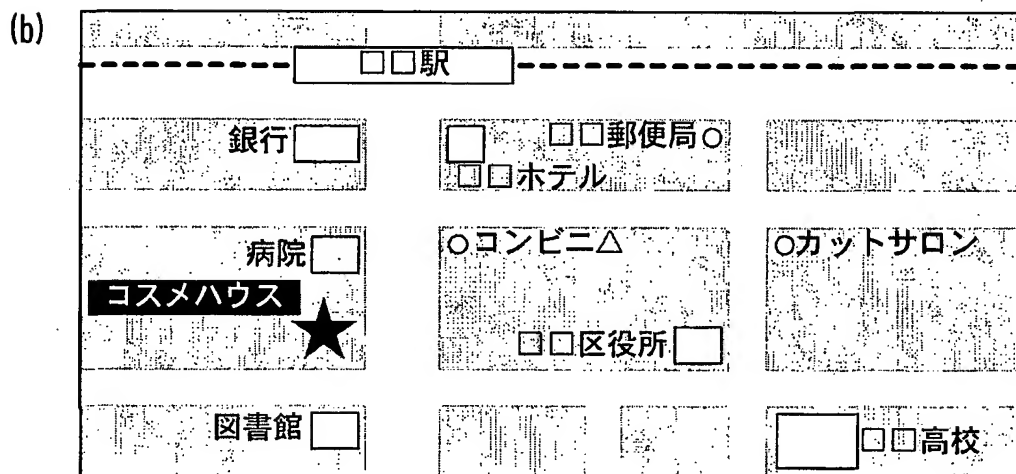 (b)
□□駅
銀行
□□郵便局○
□□ホテル
病院
○コンビニ△
○カットサロン
コスメハウス
★
□□区役所
図書館
□□高校